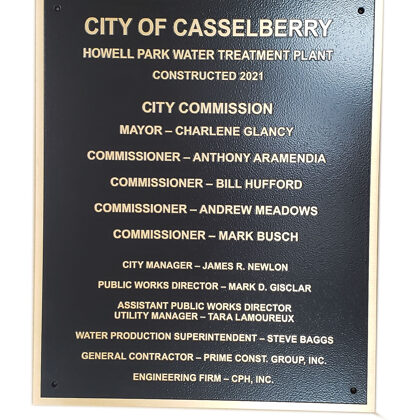 CITY OF CASSELBERRY
HOWELL PARK WATER TREATMENT PLANT
CONSTRUCTED 2021
CITY COMMISSION
MAYOR – CHARLENE GLANCY
COMMISSIONER – ANTHONY ARAMENDIA
COMMISSIONER – BILL HUFFORD
COMMISSIONER – ANDREW MEADOWS
COMMISSIONER – MARK BUSCH
CITY MANAGER – JAMES R. NEWLON
PUBLIC WORKS DIRECTOR – MARK D. GISCLAR
ASSISTANT PUBLIC WORKS DIRECTOR
UTILITY MANAGER – TARA LAMOUREUX
WATER PRODUCTION SUPERINTENDENT – STEVE BAGGS
GENERAL CONTRACTOR – PRIME CONST. GROUP, INC.
ENGINEERING FIRM – CPH, INC.